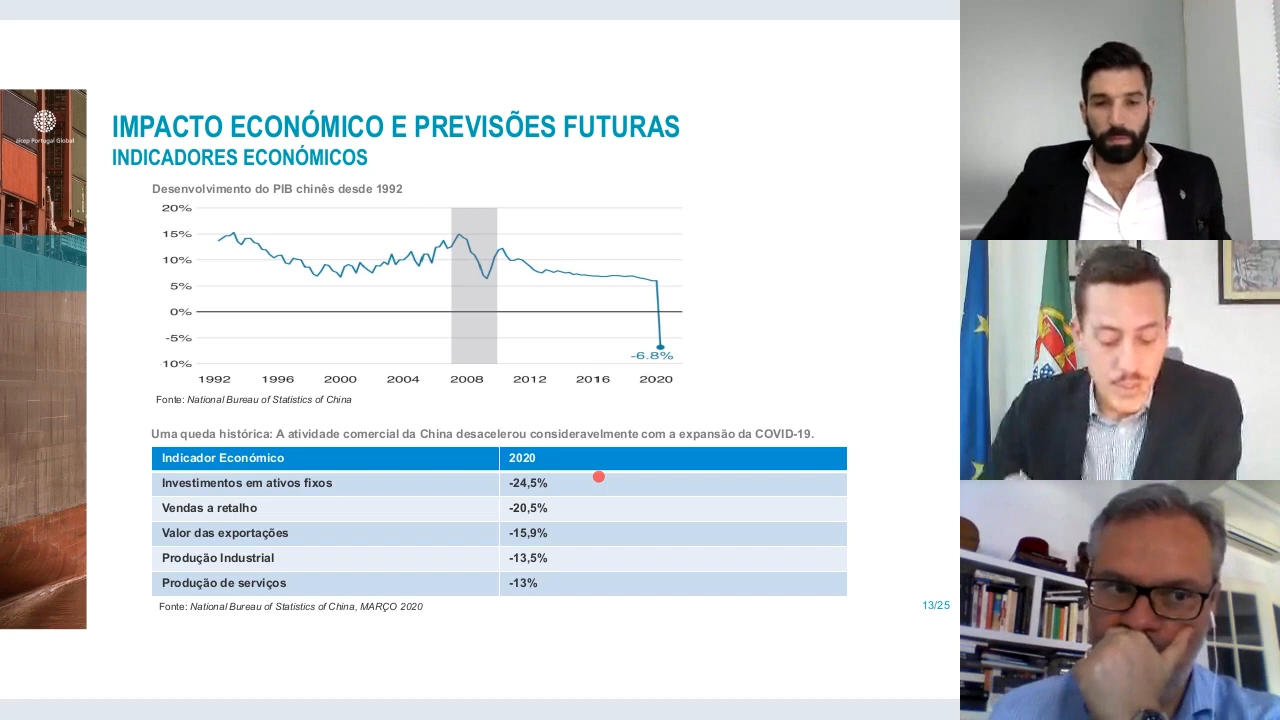 aicep Portugal Global
IMPACTO ECONÓMICO E PREVISÕES FUTURAS
INDICADORES ECONÓMICOS
Desenvolvimento do PIB chinês desde 1992
20%
15%
10%
5%
0%
-5%
10%
-6.8%
1992 1996 2000 2004 2008 2012 2016 2020
Fonte: National Bureau of Statistics of China
Uma queda histórica: A atividade comercial da China desacelerou consideravelmente com a expansão da COVID-19.
Indicador Económico 2020
Investimentos em ativos fixos -24,5%
Vendas a retalho -20,5%
Valor das exportações -15,9%
Produção Industrial -13,5%
Produção de serviços -13%
Fonte: National Bureau of Statistics of China, MARÇO 2020
13/25